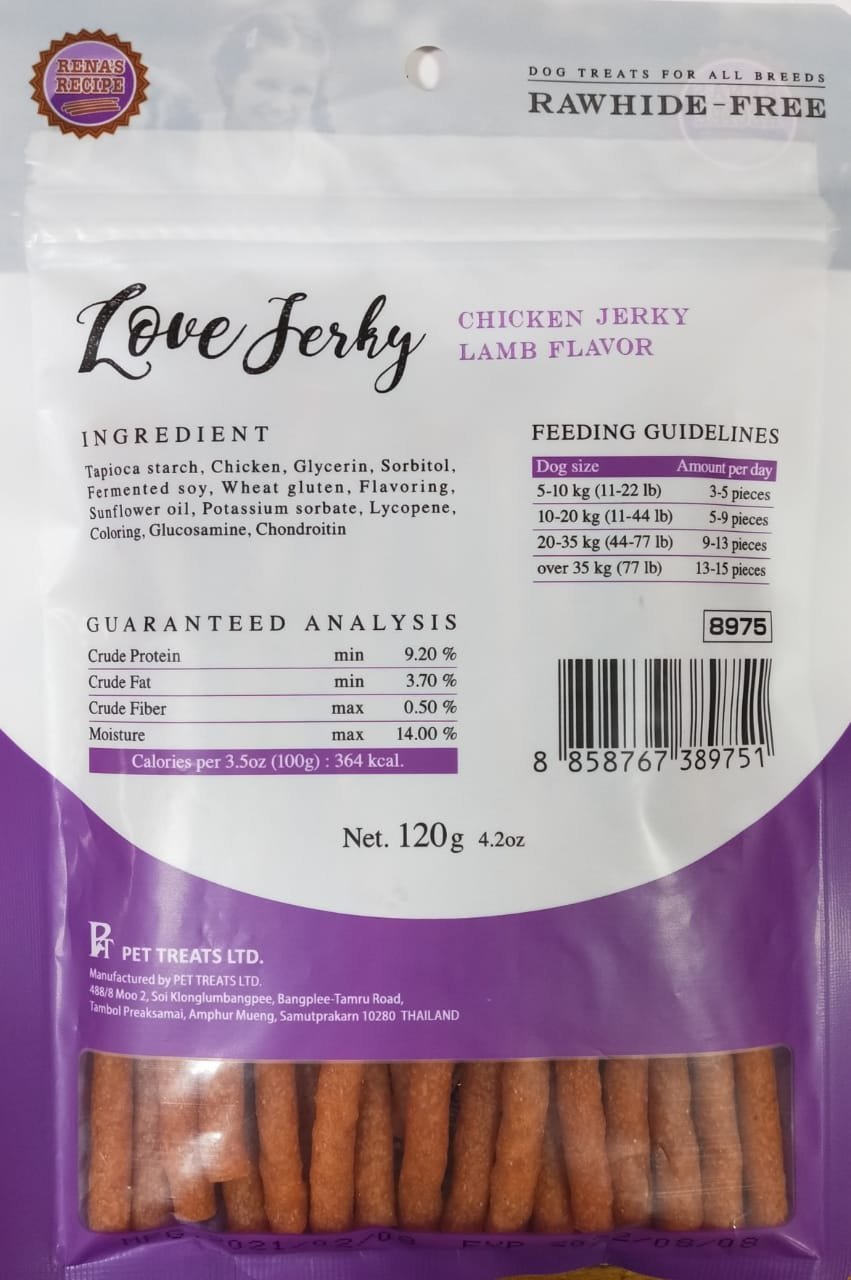 RENA'S
RECIPE
DOG TREATS FOR ALL BREEDS
RAWHIDE-FREE
Love Jerky
CHICKEN JERKY
LAMB FLAVOR
INGREDIENT
Tapioca starch, Chicken, Glycerin, Sorbitol,
Fermented soy, Wheat gluten, Flavoring,
Sunflower oil, Potassium sorbate, Lycopene,
Coloring, Glucosamine, Chondroitin
FEEDING GUIDELINES
Dog size Amount per day
5-10 kg (11-22 lb) 3-5 pieces
10-20 kg (11-44 lb) 5-9 pieces
20-35 kg (44-77 lb) 9-13 pieces
over 35 kg (77 lb) 13-15 pieces
GUARANTEED ANALYSIS
Crude Protein min 9.20 %
Crude Fat min 3.70 %
Crude Fiber max 0.50 %
Moisture max 14.00 %
Calories per 3.5oz (100g) : 364 kcal.
8975
8 858767 389751
Net. 120g 4.2oz
PT PET TREATS LTD.
Manufactured by PET TREATS LTD.
488/8 Moo 2, Soi Klonglumbangpee, Bangplee-Tamru Road,
Tambol Preaksamai, Amphur Mueng, Samutprakarn 10280 THAILAND